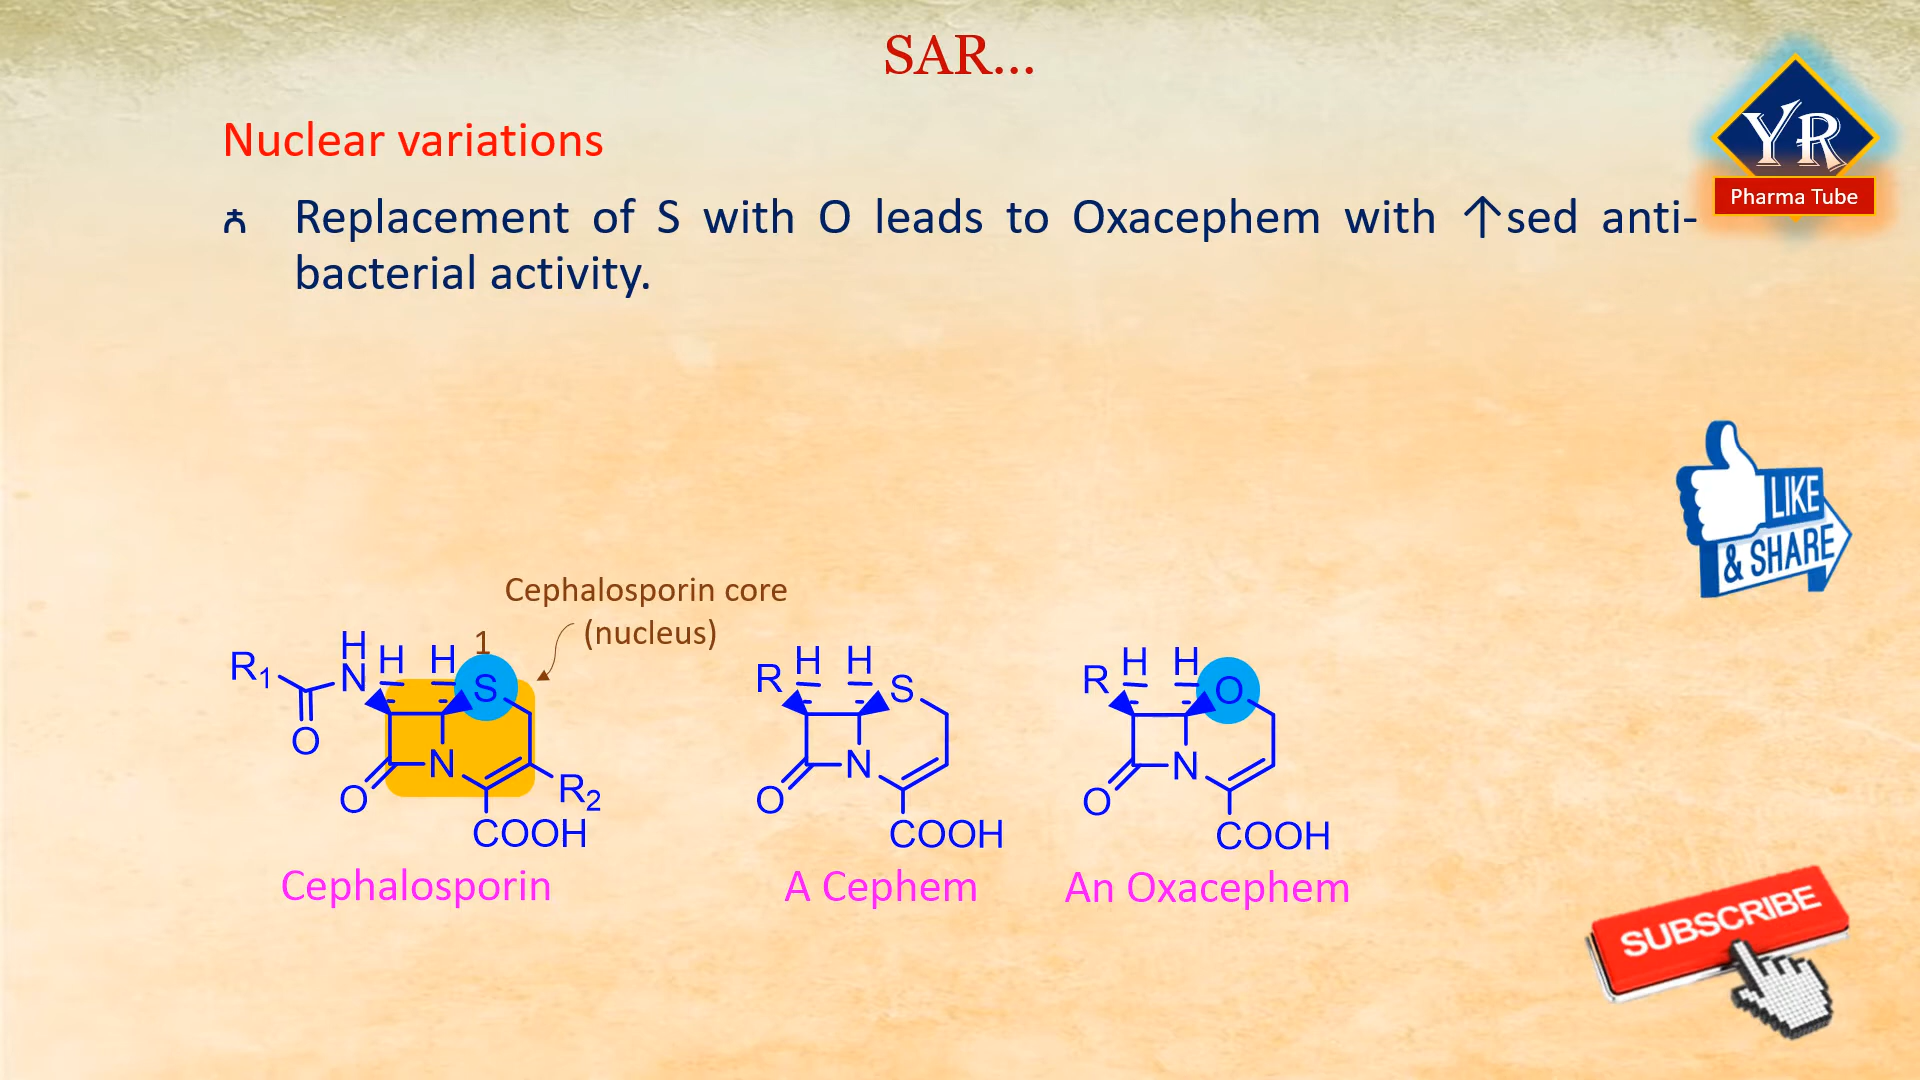 SAR...
YR
Pharma Tube
Nuclear variations
Replacement of S with O leads to Oxacephem with ↑sed anti-
bacterial activity.
LIKE
& SHARE
Cephalosporin core
(nucleus)
1
H
H H S
R1 N
O
N
O
R2
COOH
Cephalosporin
H H
R S
N
O
COOH
A Cephem
H H
R O
N
O
COOH
An Oxacephem
SUBSCRIBE